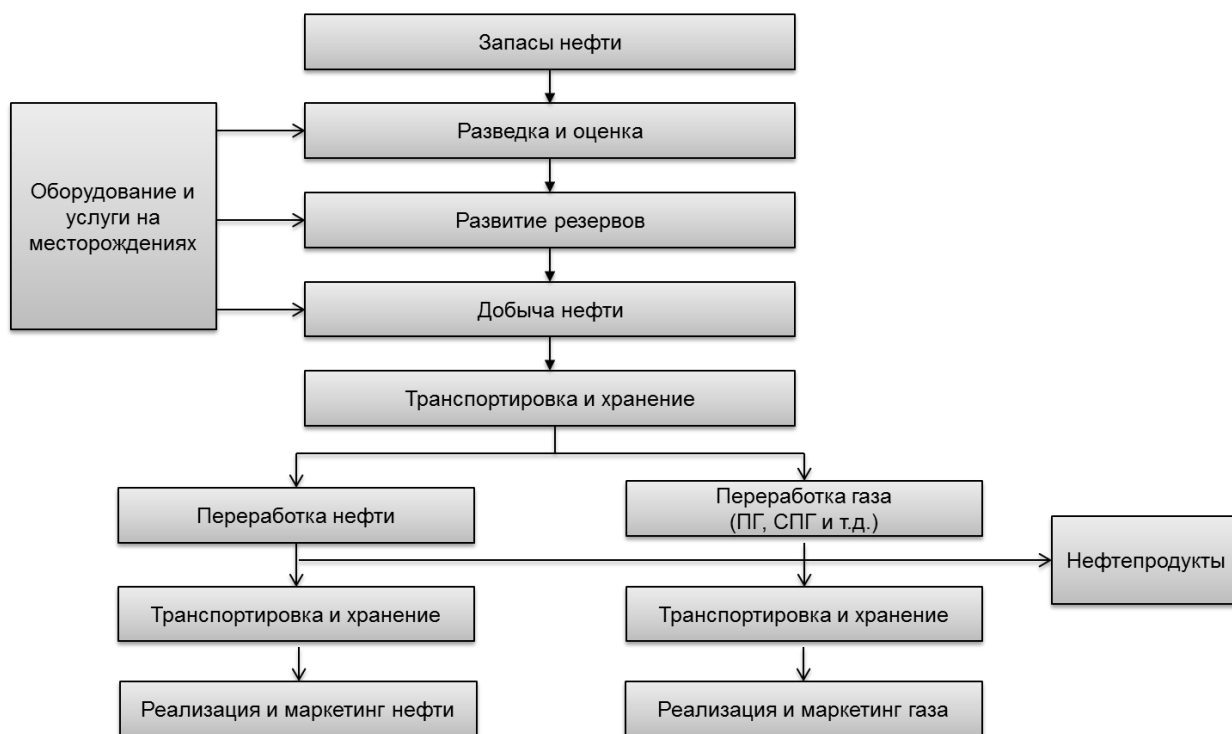 Запасы нефти
Разведка и оценка
Оборудование и
услуги на
месторождениях
Развитие резервов
Добыча нефти
Транспортировка и хранение
Переработка нефти
Переработка газа
(ПГ, СПГ и т.д.)
Нефтепродукты
Транспортировка и хранение
Транспортировка и хранение
Реализация и маркетинг нефти
Реализация и маркетинг газа